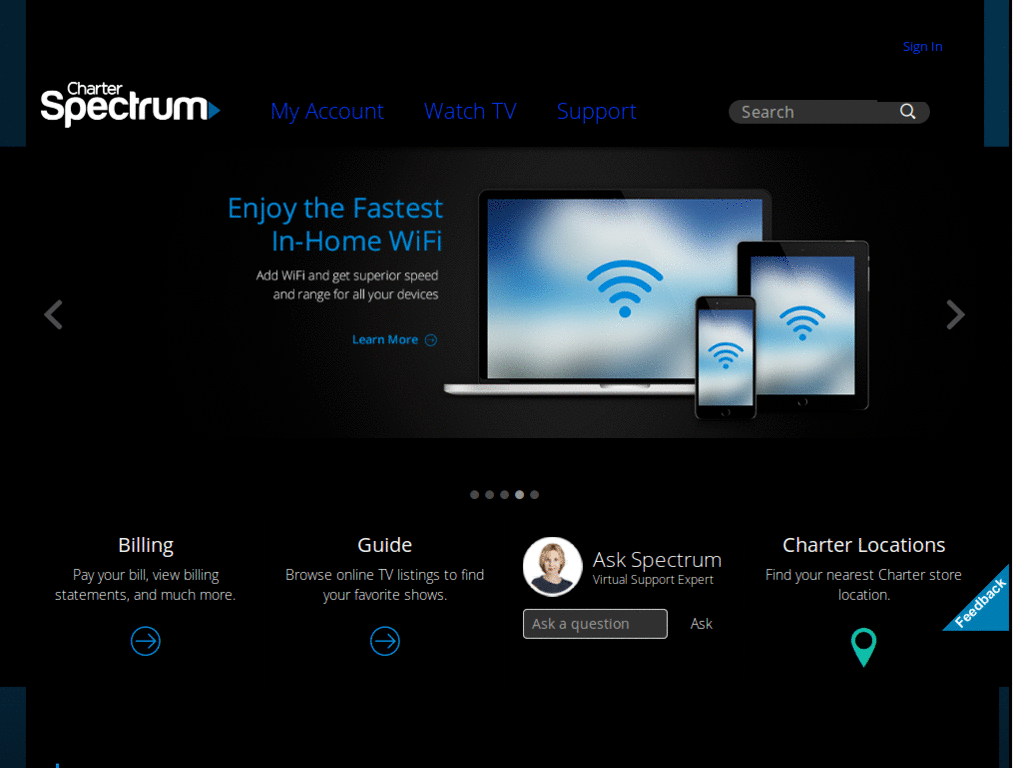 Sign In
Charter
Spectrum
My Account
Watch TV
Support
Search
Enjoy the Fastest
In-Home WiFi
Add WiFi and get superior speed
and range for all your devices
Learn More
Billing
Pay your bill, view billing
statements, and much more.
Guide
Browse online TV listings to find
your favorite shows.
Ask Spectrum
Virtual Support Expert
Ask a question
Ask
Charter Locations
Find your nearest Charter store
location.
Feedback